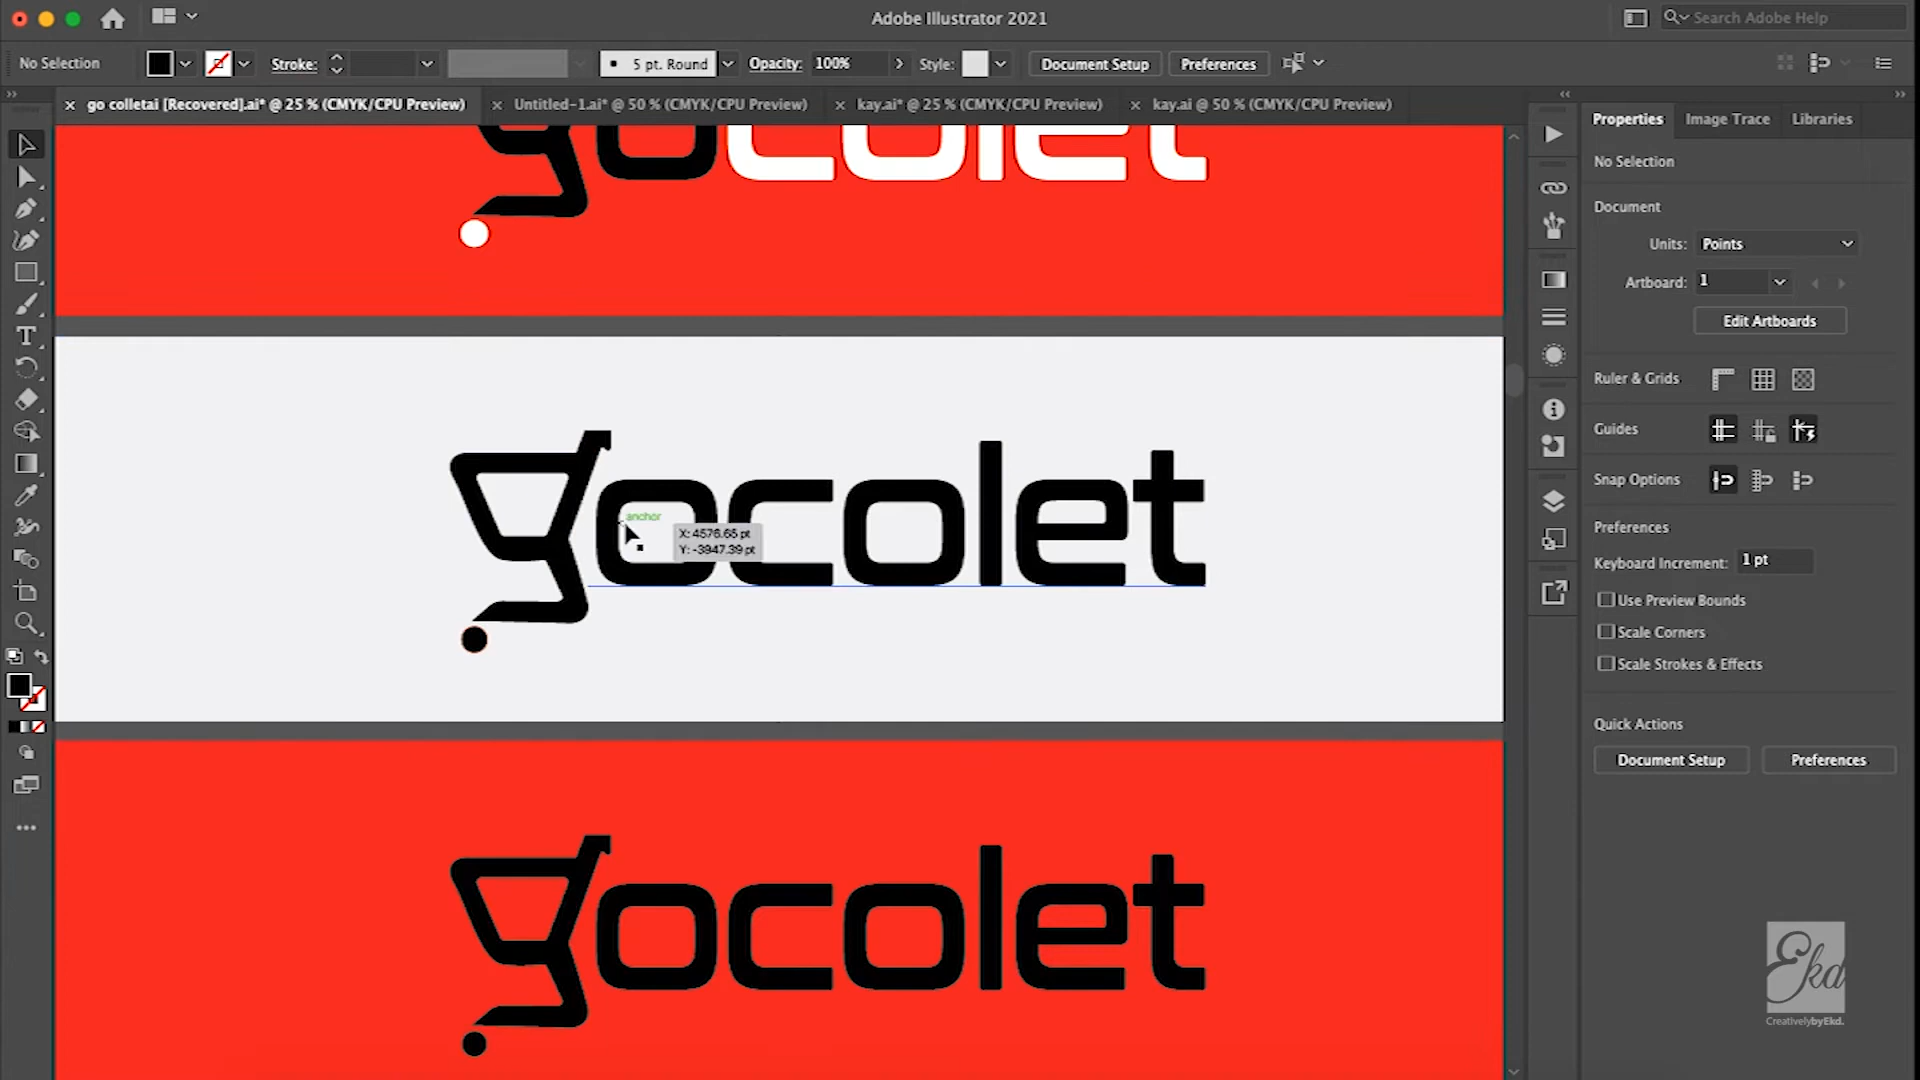 Adobe Illustrator 2021
Search Adobe Help
No Selection
Stroke:
5 pt. Round
Opacity: 100%
Style:
Document Setup
Preferences
go colletai [Recovered].ai* @ 25 % (CMYK/CPU Preview)
Untitled-1.ai* @ 50 % (CMYK/CPU Preview)
kay.ai* @ 25 % (CMYK/CPU Preview)
kay.ai @ 50 % (CMYK/CPU Preview)
Properties
Image Trace
Libraries
No Selection
Document
Units: Points
Artboard: 1
Edit Artboards
Ruler & Grids
Guides
Snap Options
Preferences
Keyboard Increment: 1 pt
Use Preview Bounds
Scale Corners
Scale Strokes & Effects
Quick Actions
Document Setup
Preferences
gocolet
gocolet
anchor
X: 4576.65 pt
Y: -3947.39 pt
gocolet
Ekd
CreativelybyEkd.